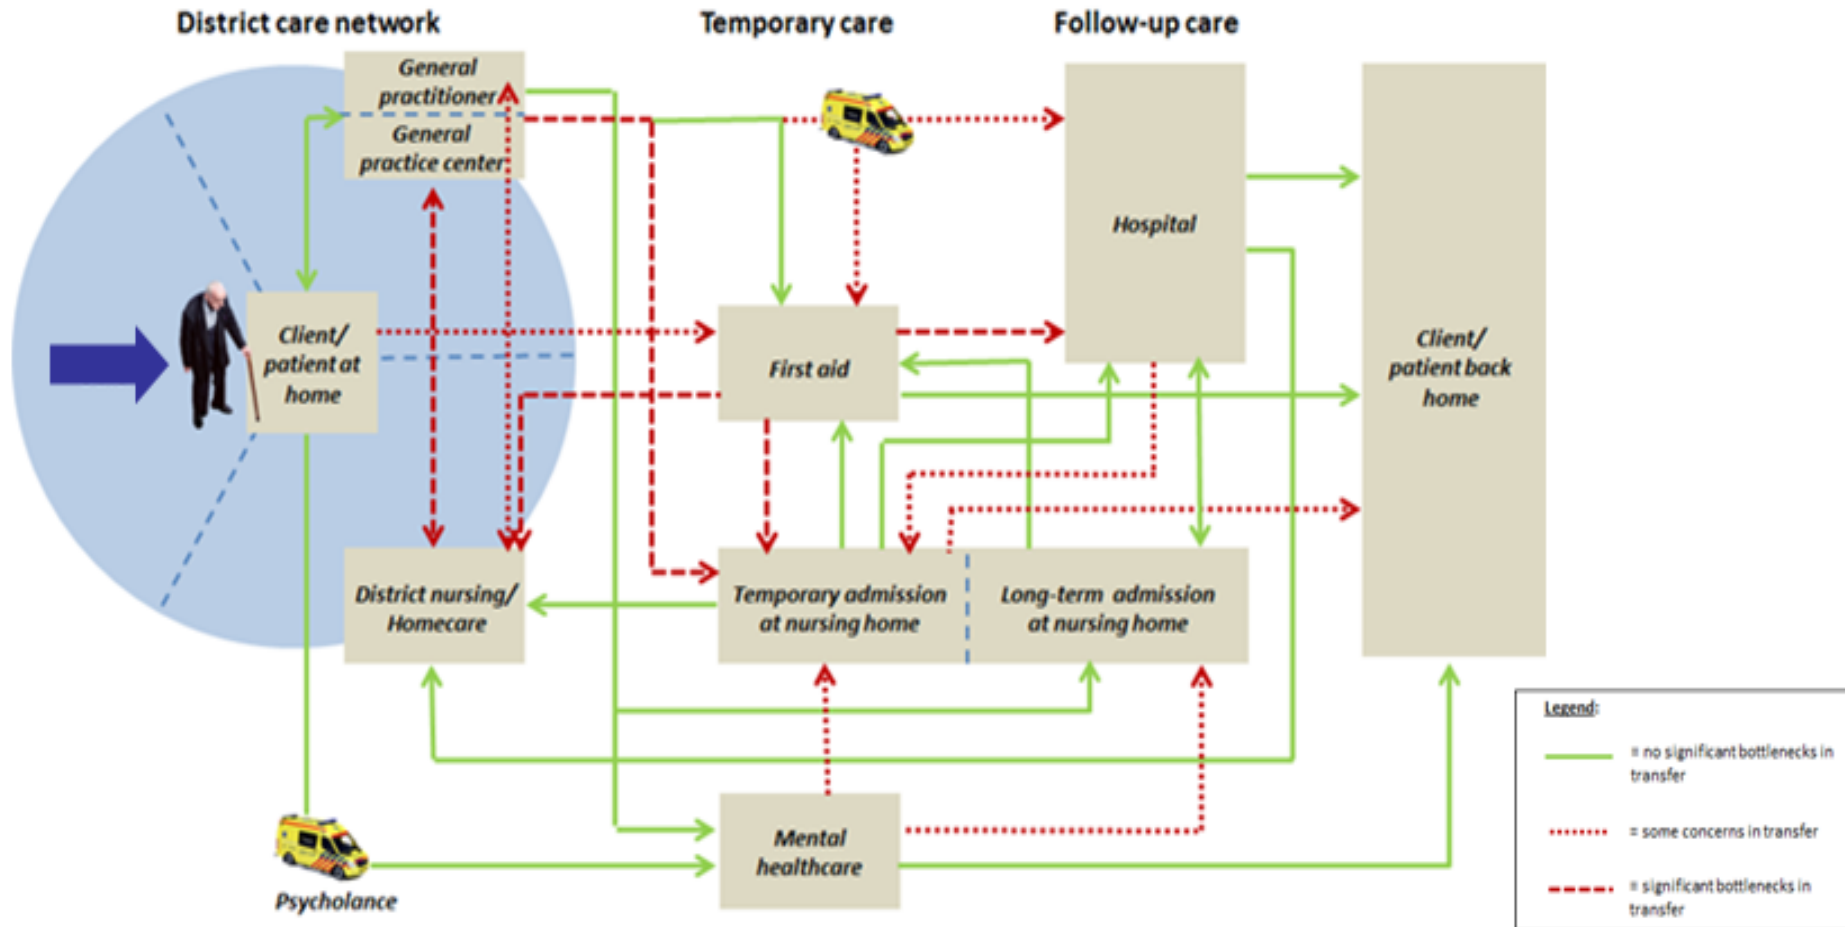 District care network
Temporary care
Follow-up care
General
practitioner
General
practice center
Hospital
Client/
patient at
home
First aid
Client/
patient back
home
District nursing/
Homecare
Temporary admission
at nursing home
Long-term admission
at nursing home
Mental
healthcare
Psycholance
Legend:
= no significant bottlenecks in
transfer
= some concerns in transfer
= significant bottlenecks in
transfer